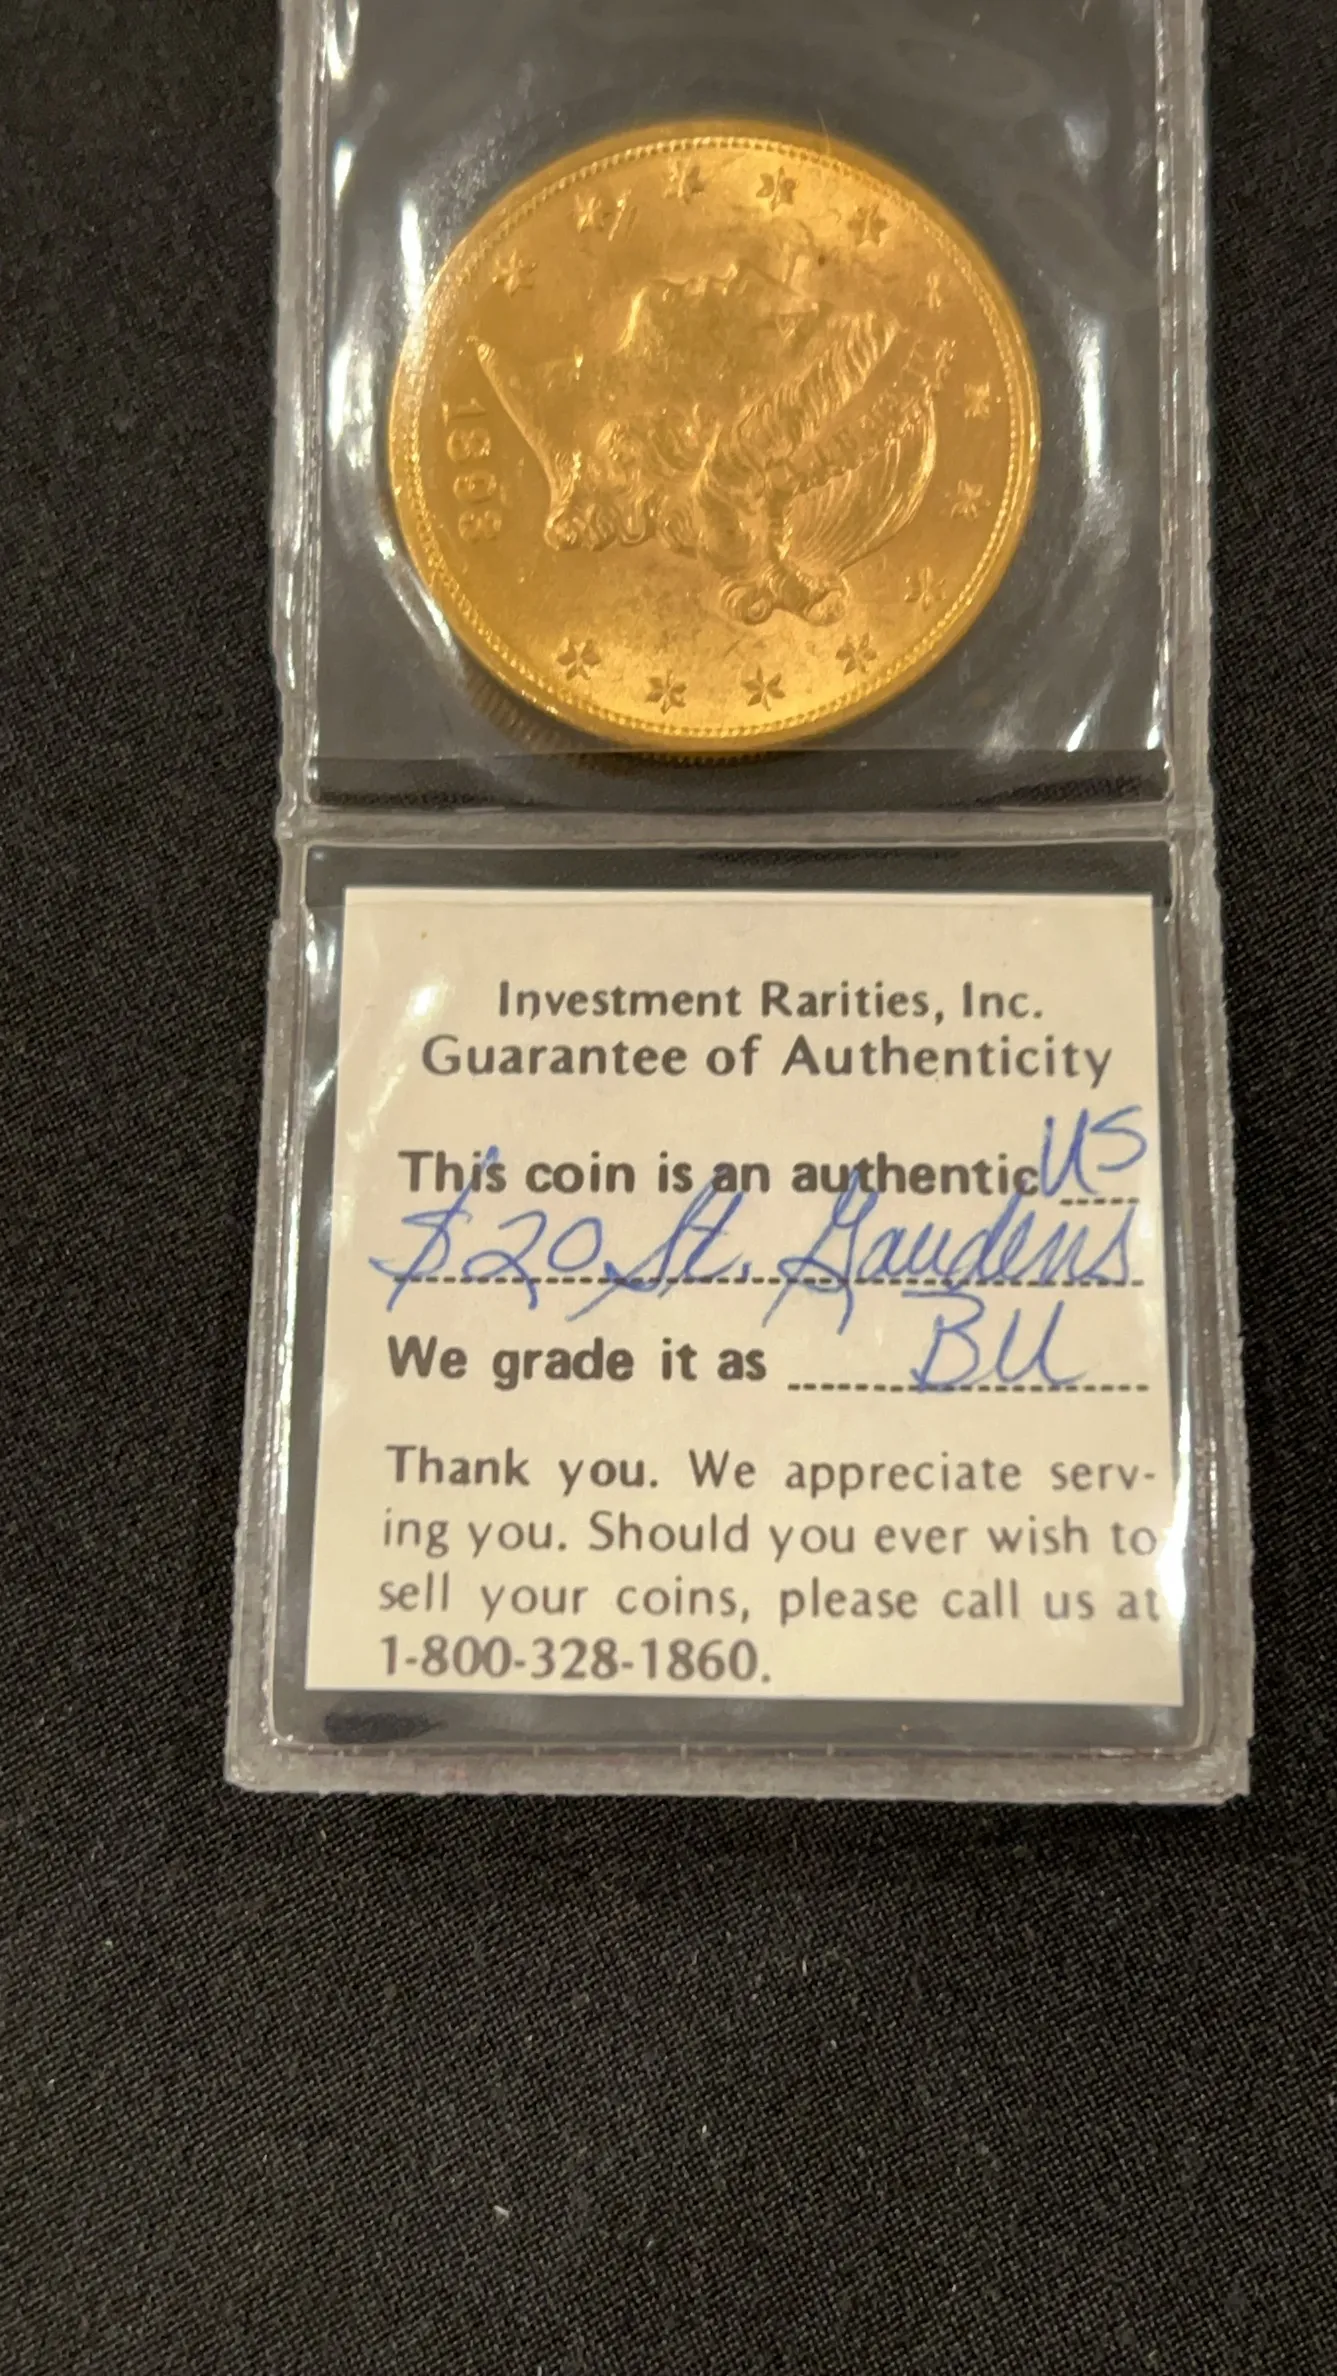 1898
Investment Rarities, Inc.
Guarantee of Authenticity
This coin is an authentic US
$20 St. Gaudens
We grade it as BU
Thank you. We appreciate serv-
ing you. Should you ever wish to
sell your coins, please call us at
1-800-328-1860.